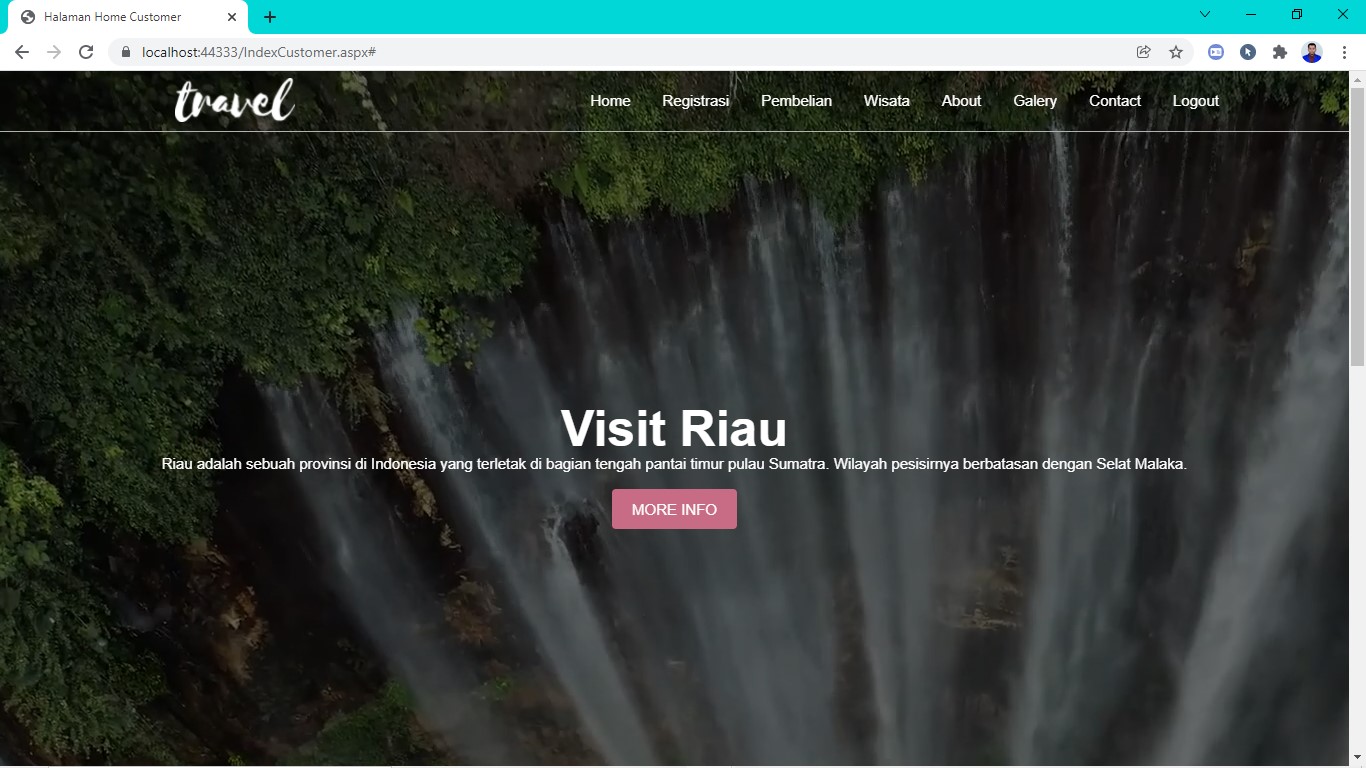 Halaman Home Customer
localhost:44333/IndexCustomer.aspx#
travel
Home Registrasi Pembelian Wisata About Galery Contact Logout
Visit Riau
Riau adalah sebuah provinsi di Indonesia yang terletak di bagian tengah pantai timur pulau Sumatra. Wilayah pesisirnya berbatasan dengan Selat Malaka.
MORE INFO